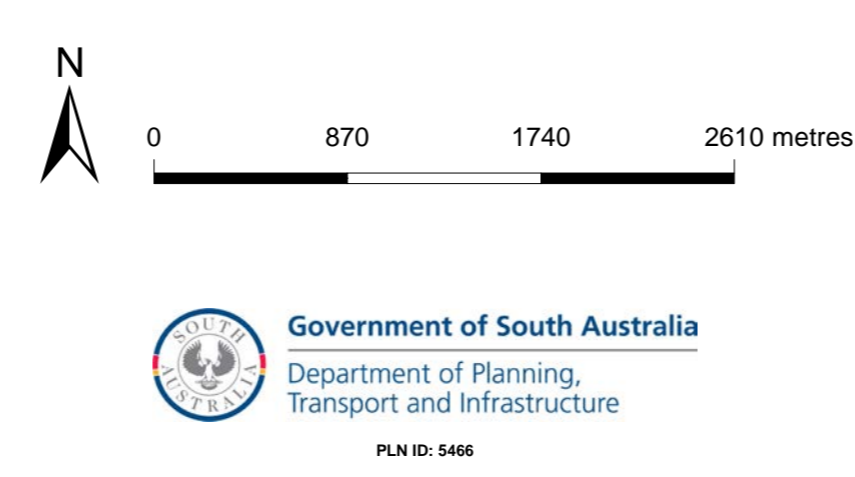 N
0 870 1740 2610 metres
SOUTH AUSTRALIA
Government of South Australia
Department of Planning,
Transport and Infrastructure
PLN ID: 5466